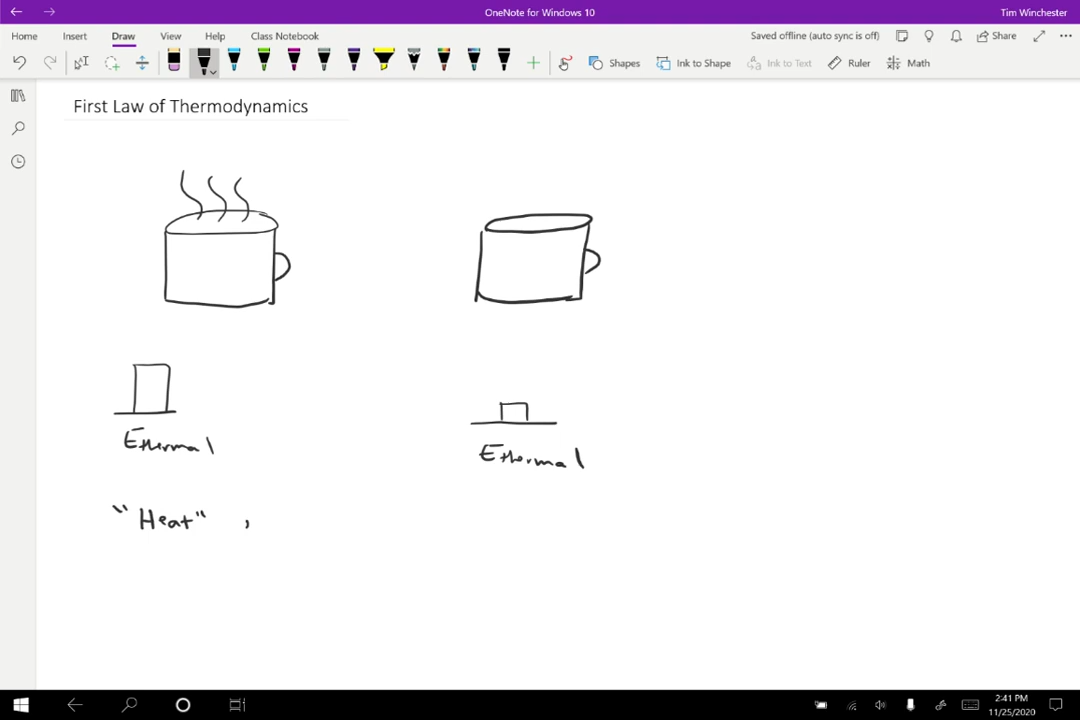 OneNote for Windows 10
Tim Winchester
Home Insert Draw View Help Class Notebook
Saved offline (auto sync is off) Share
Shapes Ink to Shape Ink to Text Ruler Math
First Law of Thermodynamics
Ethermal
Ethermal
"Heat" ,
2:41 PM
11/25/2020